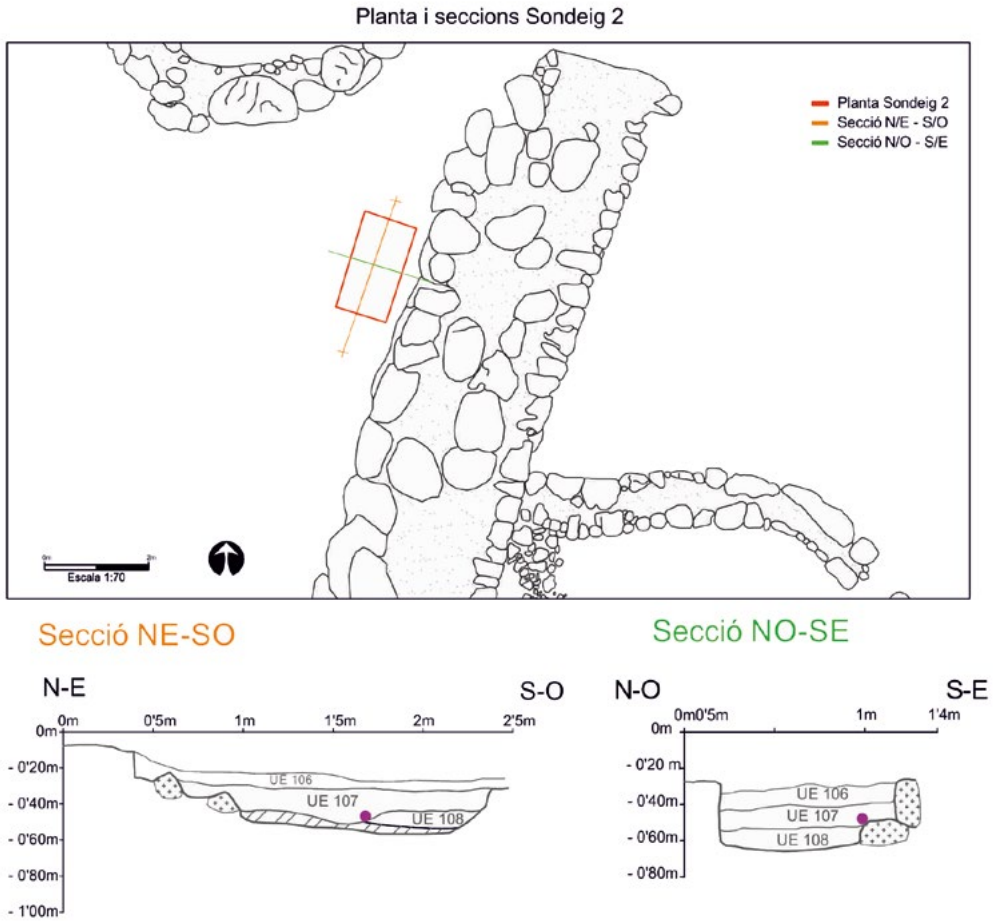 Planta i seccions Sondeig 2
Planta Sondeig 2
Secció N/E - S/O
Secció N/O - S/E
0m 2m
Escala 1:70
Secció NE-SO
N-E S-O
0m 0'5m 1m 1'5m 2m 2'5m
0m
- 0'20m
- 0'40m
- 0'60m
- 0'80m
- 1'00m
UE 106
UE 107
UE 108
Secció NO-SE
N-O S-E
0m0'5m 1m 1'4m
0m
- 0'20 m
- 0'40m
- 0'60m
- 0'80m
UE 106
UE 107
UE 108